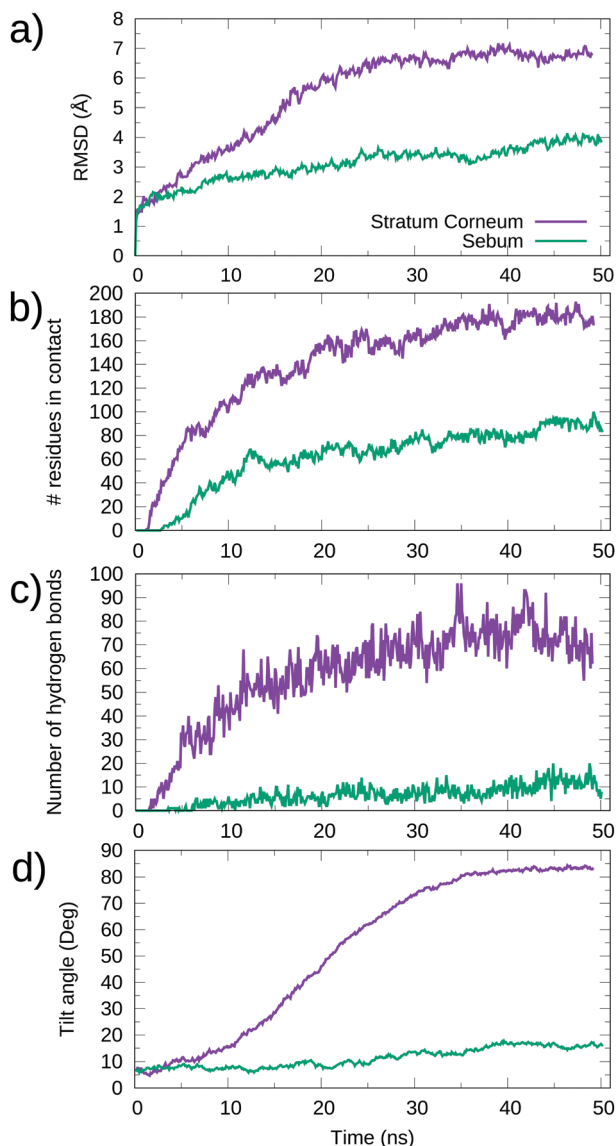 a)
RMSD (Å)
8
7
6
5
4
3
2
1
0
Stratum Corneum
Sebum
0 10 20 30 40 50
b)
# residues in contact
200
180
160
140
120
100
80
60
40
20
0
0 10 20 30 40 50
c)
Number of hydrogen bonds
100
90
80
70
60
50
40
30
20
10
0
0 10 20 30 40 50
d)
Tilt angle (Deg)
90
80
70
60
50
40
30
20
10
0
0 10 20 30 40 50
Time (ns)